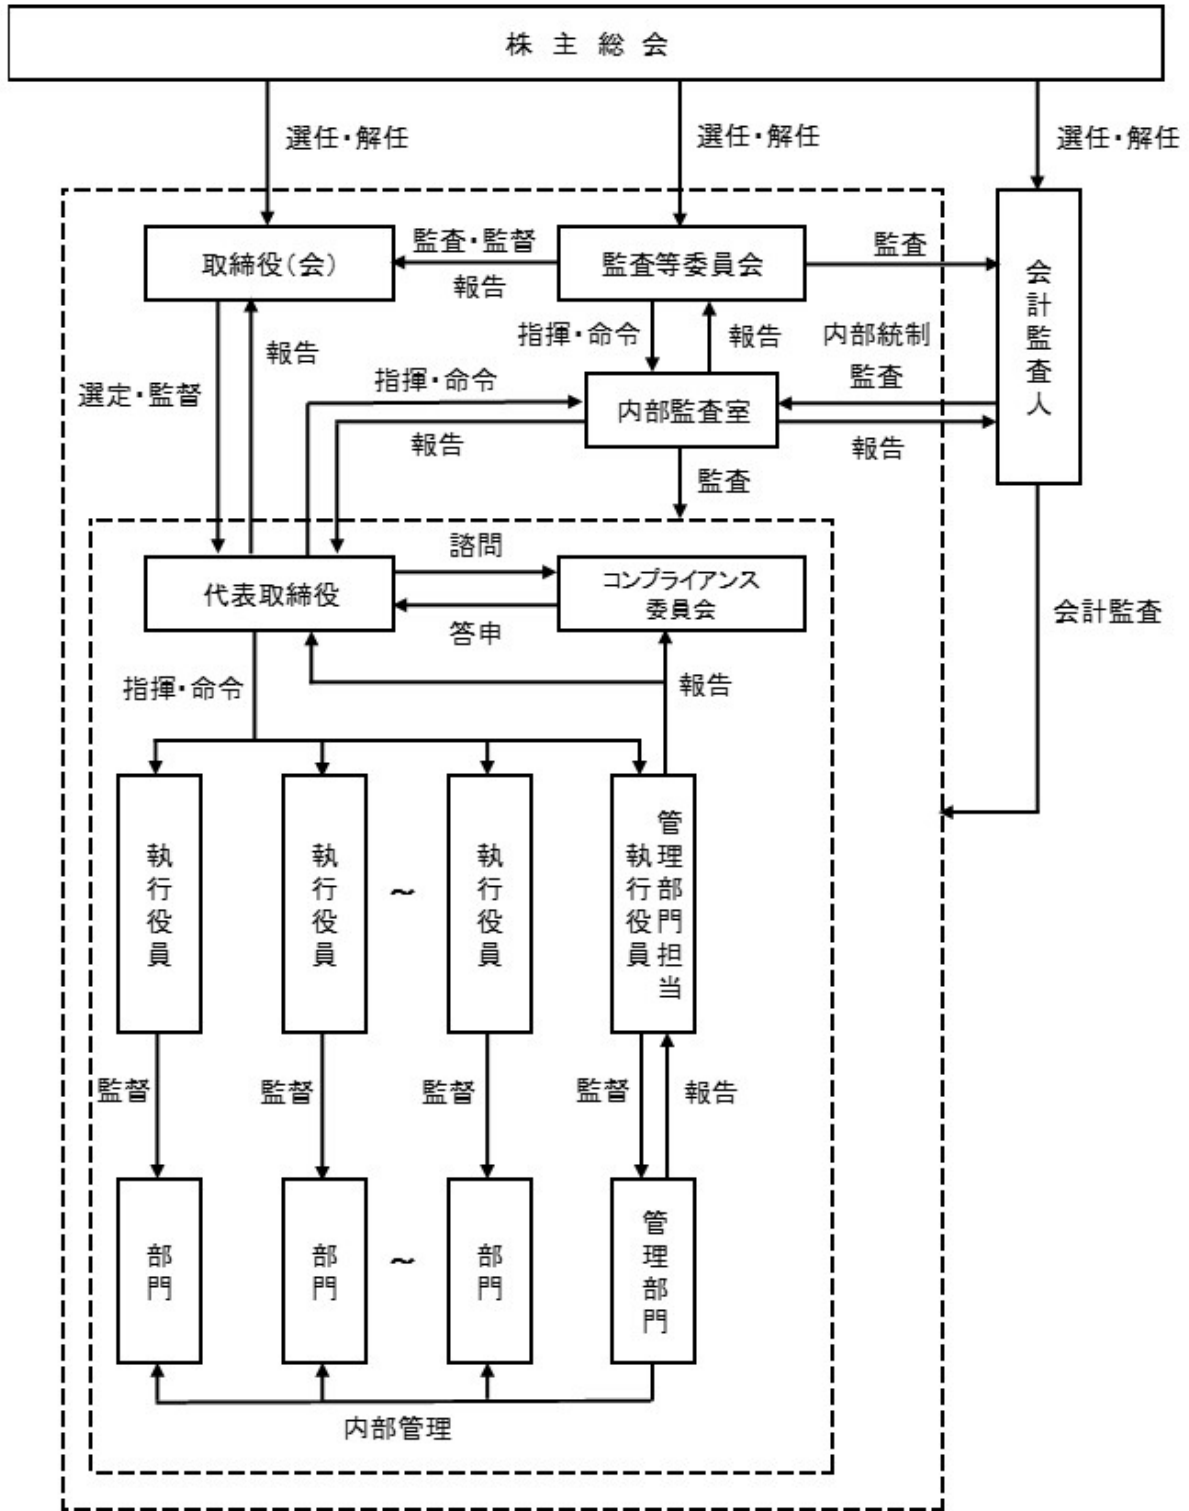 株主総会
選任・解任
選任・解任
選任・解任
取締役(会)
監査・監督
報告
監査等委員会
監査
会計監査人
選定・監督
報告
指揮・命令
報告
内部統制
監査
指揮・命令
報告
内部監査室
報告
監査
代表取締役
諮問
答申
コンプライアンス
委員会
会計監査
指揮・命令
報告
執行役員
執行役員
~
執行役員
管理部門担当
執行役員
監督
監督
監督
監督
報告
部門
部門
~
部門
管理部門
内部管理